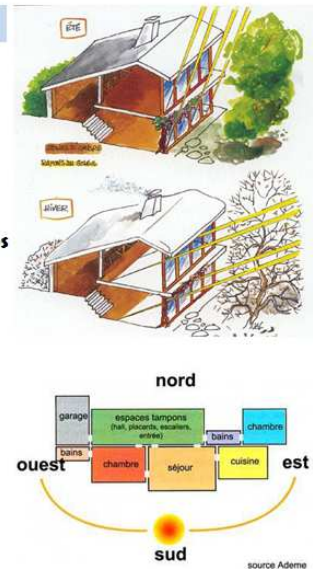 ÉTÉ
HIVER
s
nord
garage
espaces tampons
(hall, placards, escaliers,
entrée)
bains
chambre
bains
ouest
chambre
séjour
cuisine
est
sud
source Ademe